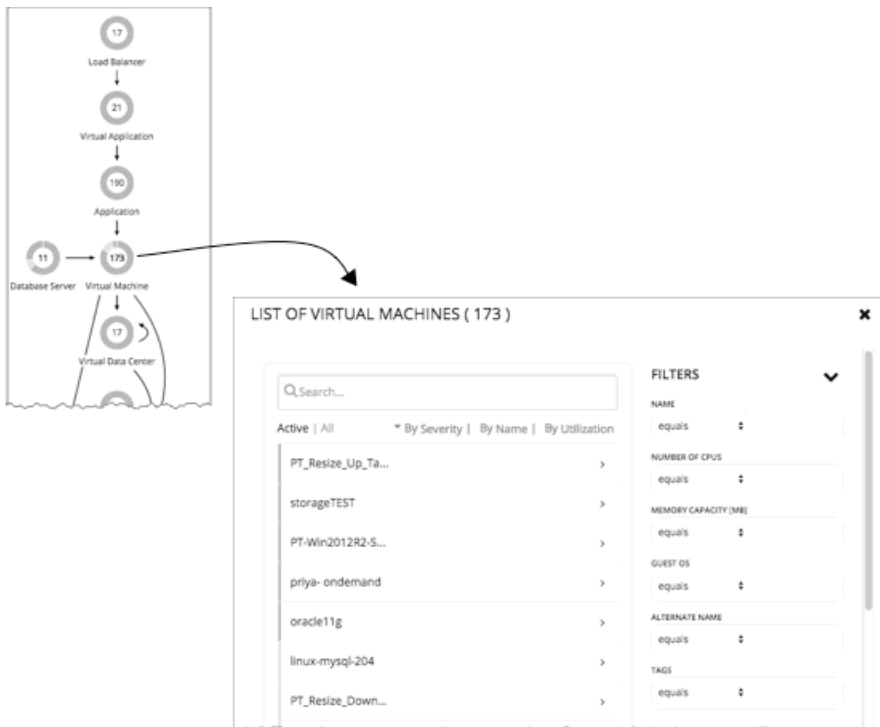 17
Load Balancer
21
Virtual Application
190
Application
11
173
Database Server
Virtual Machine
17
Virtual Data Center
LIST OF VIRTUAL MACHINES ( 173 )
Search...
Active | All
By Severity | By Name | By Utilization
PT_Resize_Up_Ta...
storageTEST
PT-Win2012R2-S...
priya- ondemand
oracle11g
linux-mysql-204
PT_Resize_Down...
FILTERS
NAME
equals
NUMBER OF CPUS
equals
MEMORY CAPACITY [MB]
equals
GUEST OS
equals
ALTERNATE NAME
equals
TAGS
equals